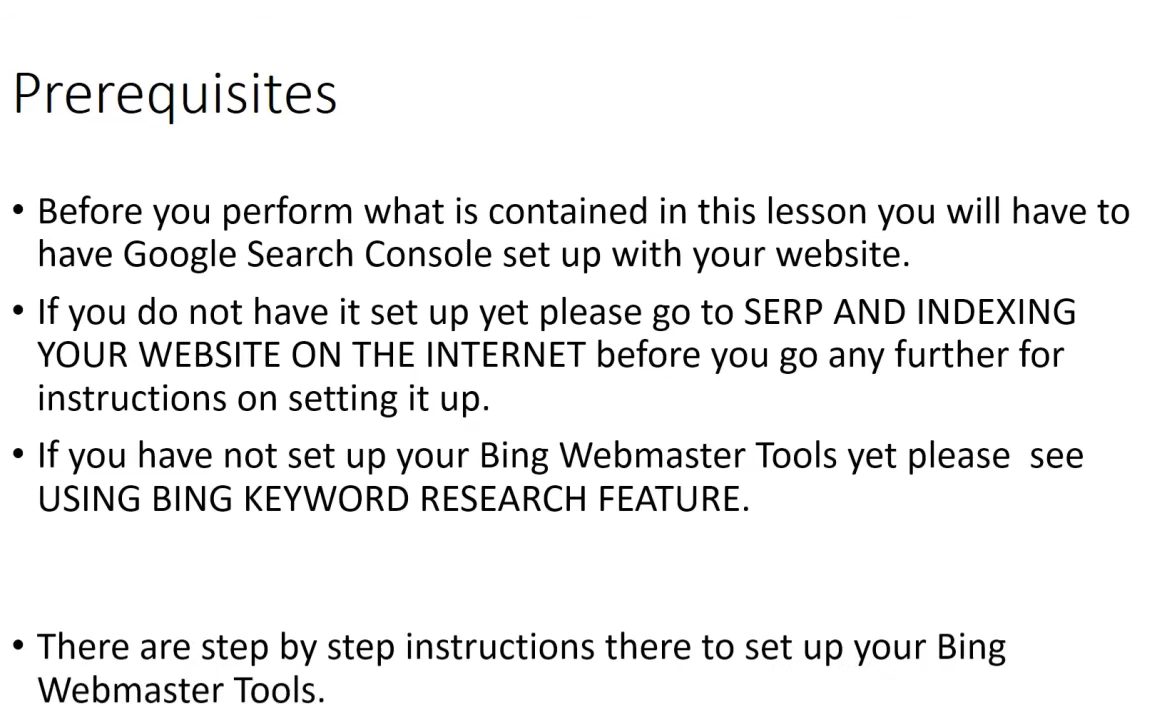 Prerequisites
• Before you perform what is contained in this lesson you will have to
have Google Search Console set up with your website.
• If you do not have it set up yet please go to SERP AND INDEXING
YOUR WEBSITE ON THE INTERNET before you go any further for
instructions on setting it up.
• If you have not set up your Bing Webmaster Tools yet please  see
USING BING KEYWORD RESEARCH FEATURE.
• There are step by step instructions there to set up your Bing
Webmaster Tools.